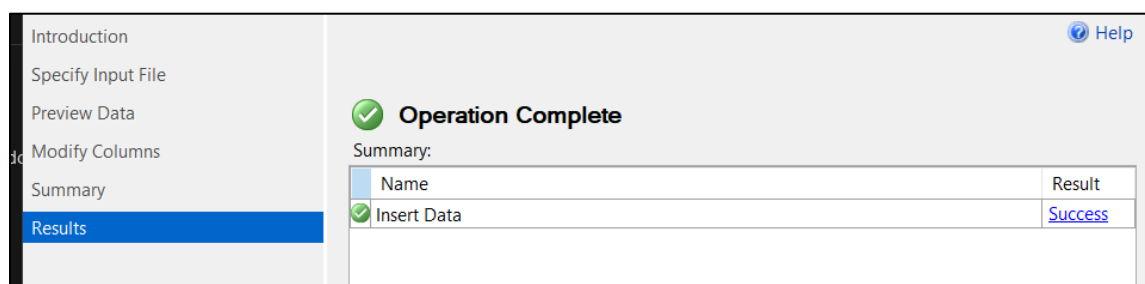 Introduction
Help
Specify Input File
Preview Data
Operation Complete
Modify Columns
Summary:
Summary
Name Result
Insert Data Success
Results